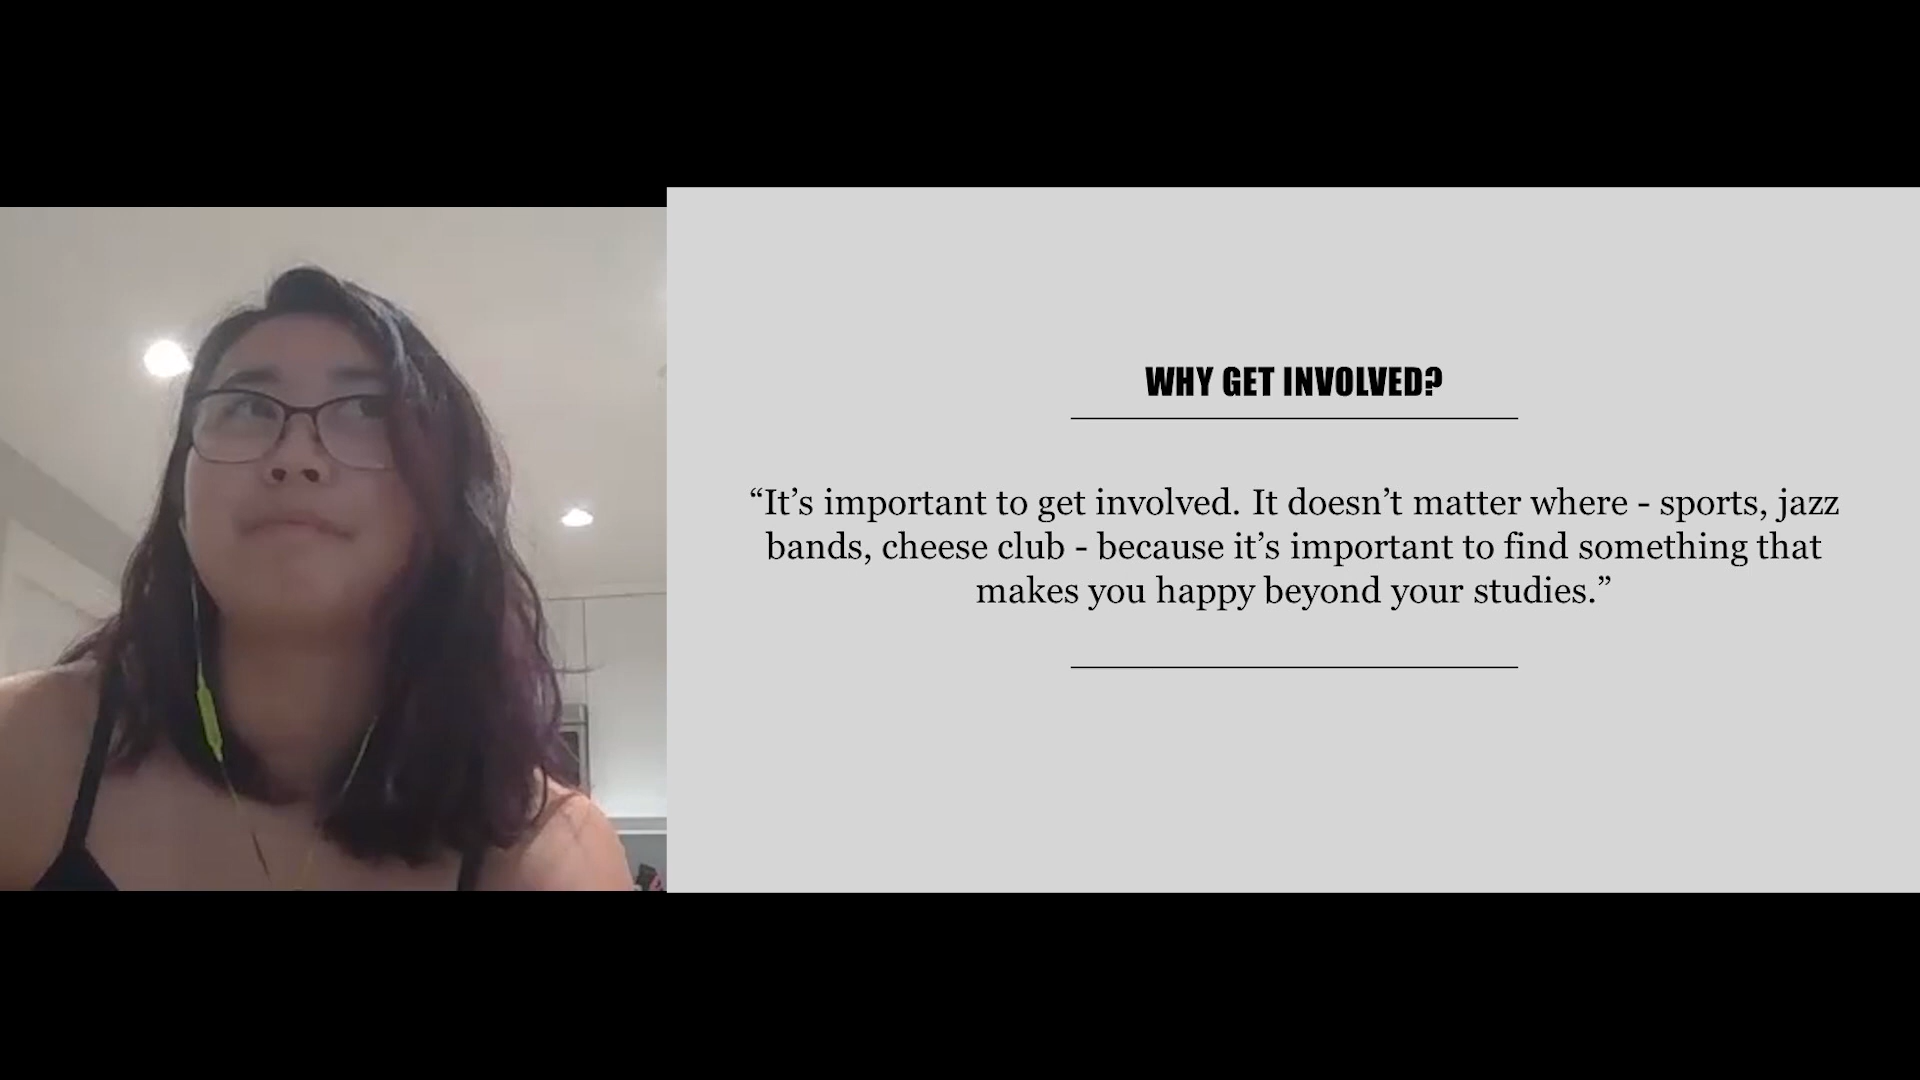 WHY GET INVOLVED?
“It’s important to get involved. It doesn’t matter where - sports, jazz
bands, cheese club - because it’s important to find something that
makes you happy beyond your studies.”